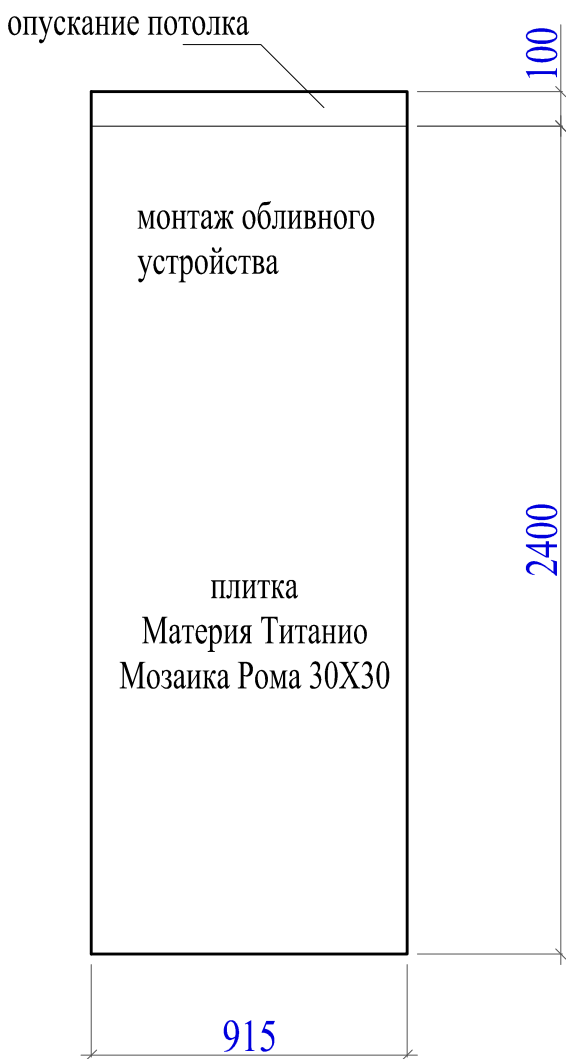 опускание потолка
100
монтаж обливного
устройства
2400
плитка
Материя Титанио
Мозаика Рома 30Х30
915